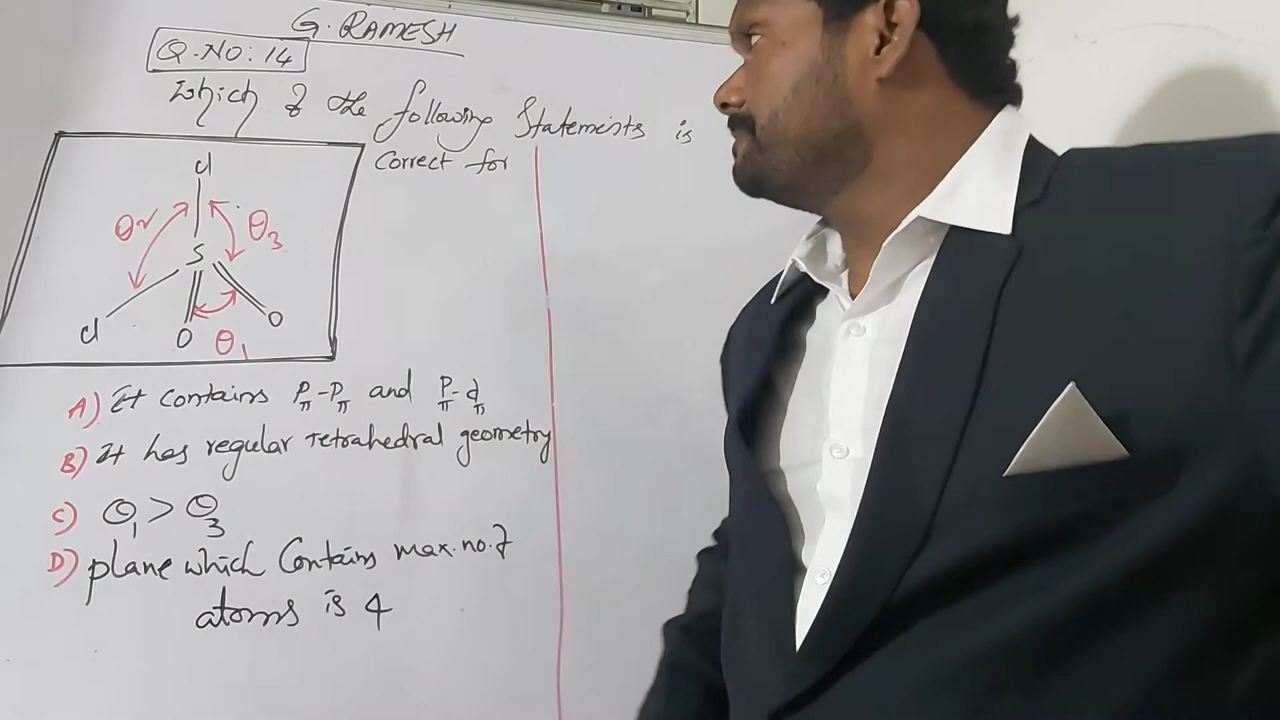 G. RAMESH
Q.NO: 14
Which of the following Statements is
Correct for
Cl
θ2
θ3
S
Cl
O
O
θ1
A) It contains Pπ-Pπ and Pπ-dπ
B) It has regular Tetrahedral geometry
C) θ1 > θ3
D) plane which Contains max.no.of
atoms is 4